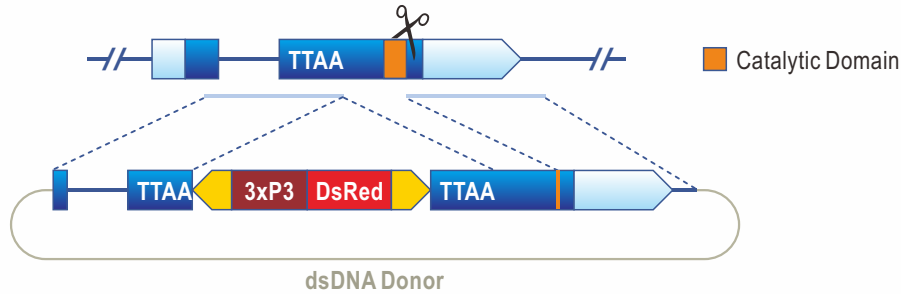 TTAA
Catalytic Domain
TTAA 3xP3 DsRed TTAA
dsDNA Donor